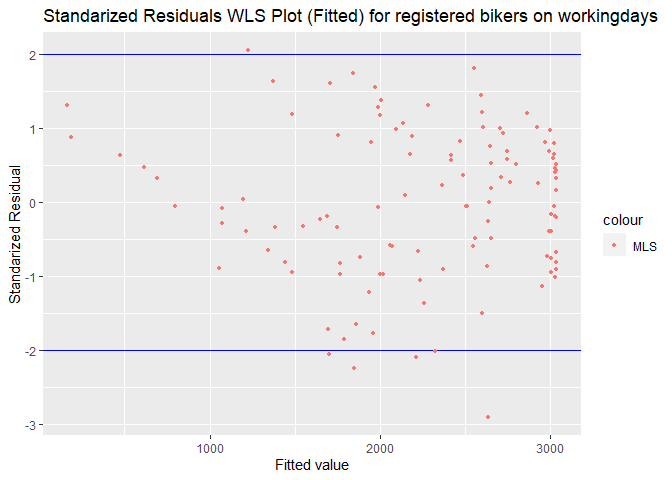 Standarized Residuals WLS Plot (Fitted) for registered bikers on workingdays
2
1
0
-1
-2
-3
Standarized Residual
1000 2000 3000
Fitted value
colour
MLS